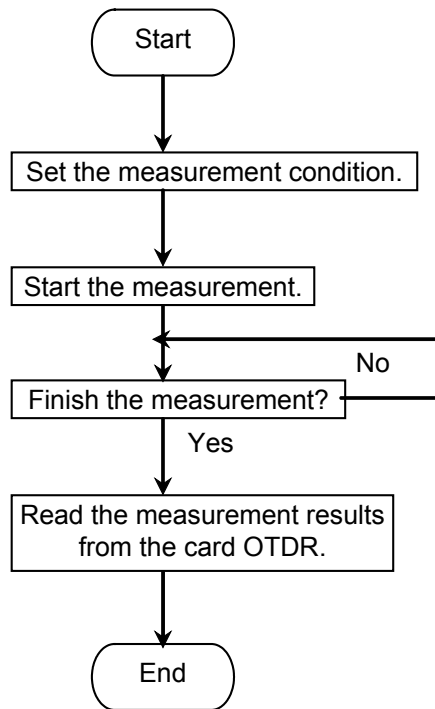 Start
Set the measurement condition.
Start the measurement.
No
Finish the measurement?
Yes
Read the measurement results
from the card OTDR.
End